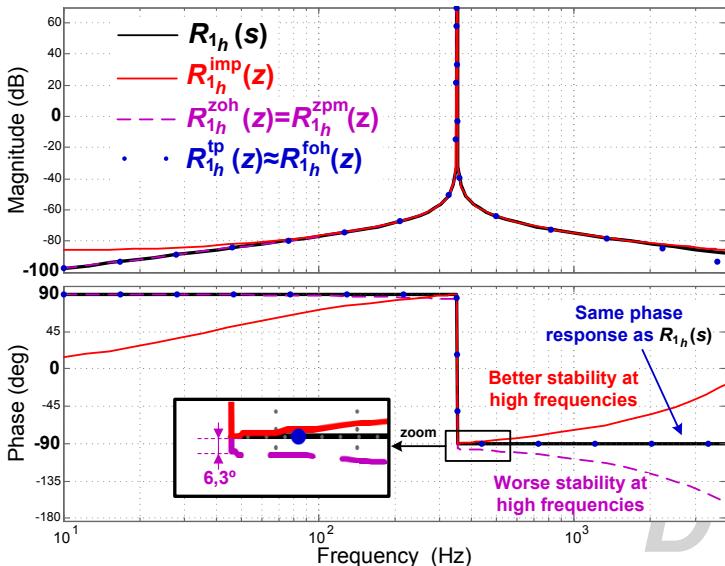 60
40
20
0
-20
-40
-60
-80
-100
Magnitude (dB)
R1h(s)
R1h^imp(z)
R1h^zoh(z)=R1h^zpm(z)
R1h^tp(z)≈R1h^foh(z)
90
45
0
-45
-90
-135
-180
Phase (deg)
Same phase
response as R1h(s)
Better stability at
high frequencies
zoom
6,3º
Worse stability at
high frequencies
10^1
10^2
10^3
Frequency (Hz)
D